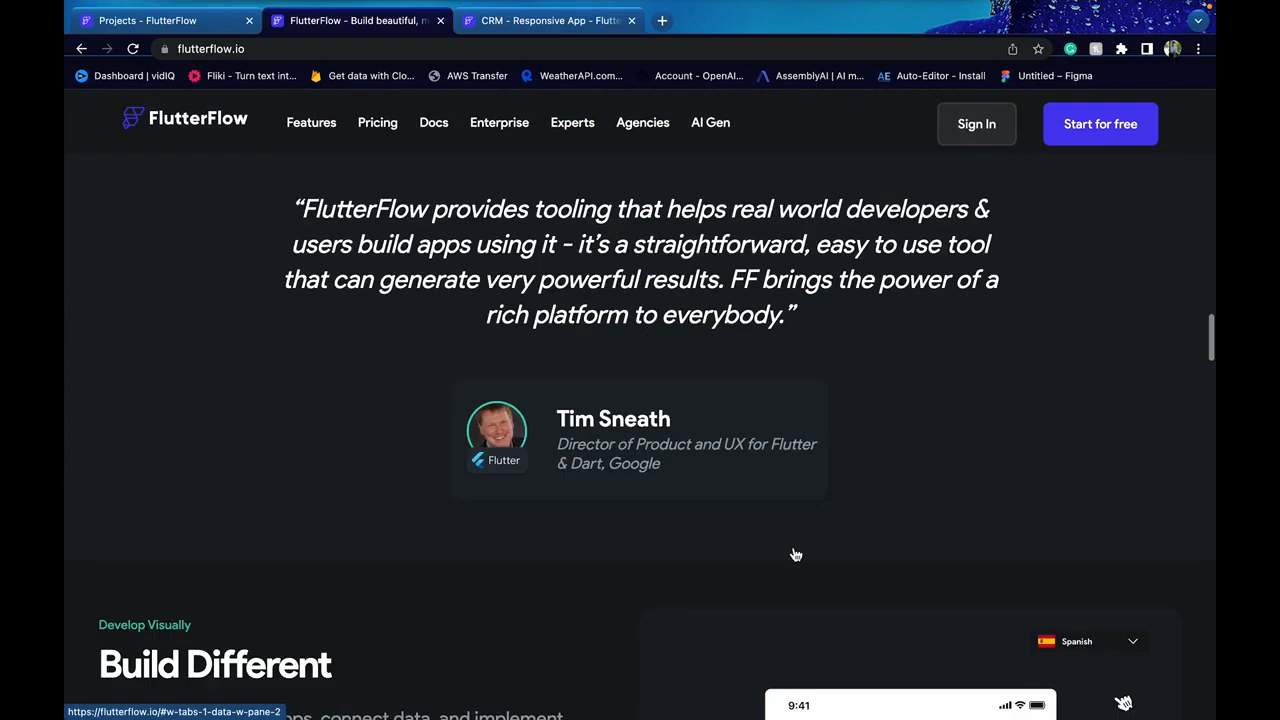 Projects - FlutterFlow
FlutterFlow - Build beautiful, m
CRM - Responsive App - Flutte
flutterflow.io
Dashboard | vidIQ
Fliki - Turn text int...
Get data with Clo...
AWS Transfer
WeatherAPI.com...
Account - OpenAI...
AssemblyAI | AI m...
AE Auto-Editor - Install
Untitled – Figma
FlutterFlow
Features
Pricing
Docs
Enterprise
Experts
Agencies
AI Gen
Sign In
Start for free
“FlutterFlow provides tooling that helps real world developers &
users build apps using it - it’s a straightforward, easy to use tool
that can generate very powerful results. FF brings the power of a
rich platform to everybody.”
Tim Sneath
Director of Product and UX for Flutter
& Dart, Google
Flutter
Develop Visually
Spanish
Build Different
9:41
https://flutterflow.io/#w-tabs-1-data-w-pane-2
connect data, and implement